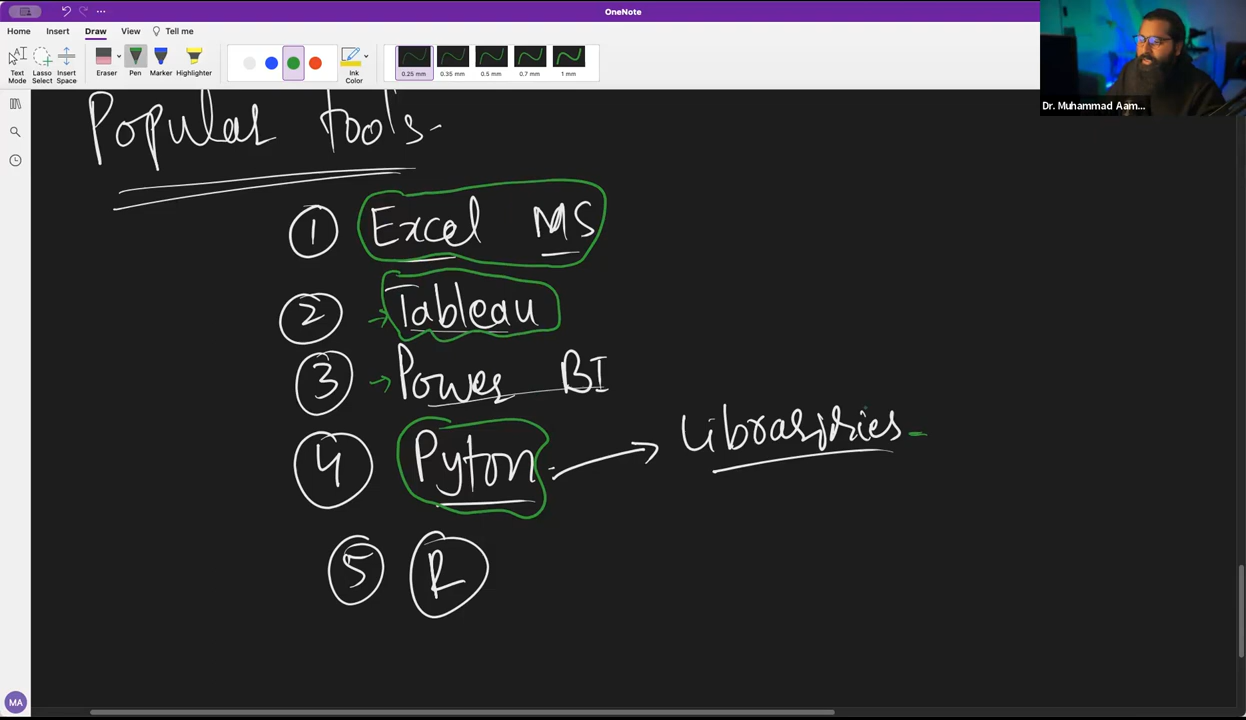 OneNote
Home Insert Draw View Tell me
Text Mode
Lasso Select
Insert Space
Eraser
Pen
Marker
Highlighter
Ink Color
0.25 mm 0.35 mm 0.5 mm 0.7 mm 1 mm
Dr. Muhammad Aam...
Popular tools
1 Excel MS
2 Tableau
3 Power BI
4 Pyton
5 R
MA